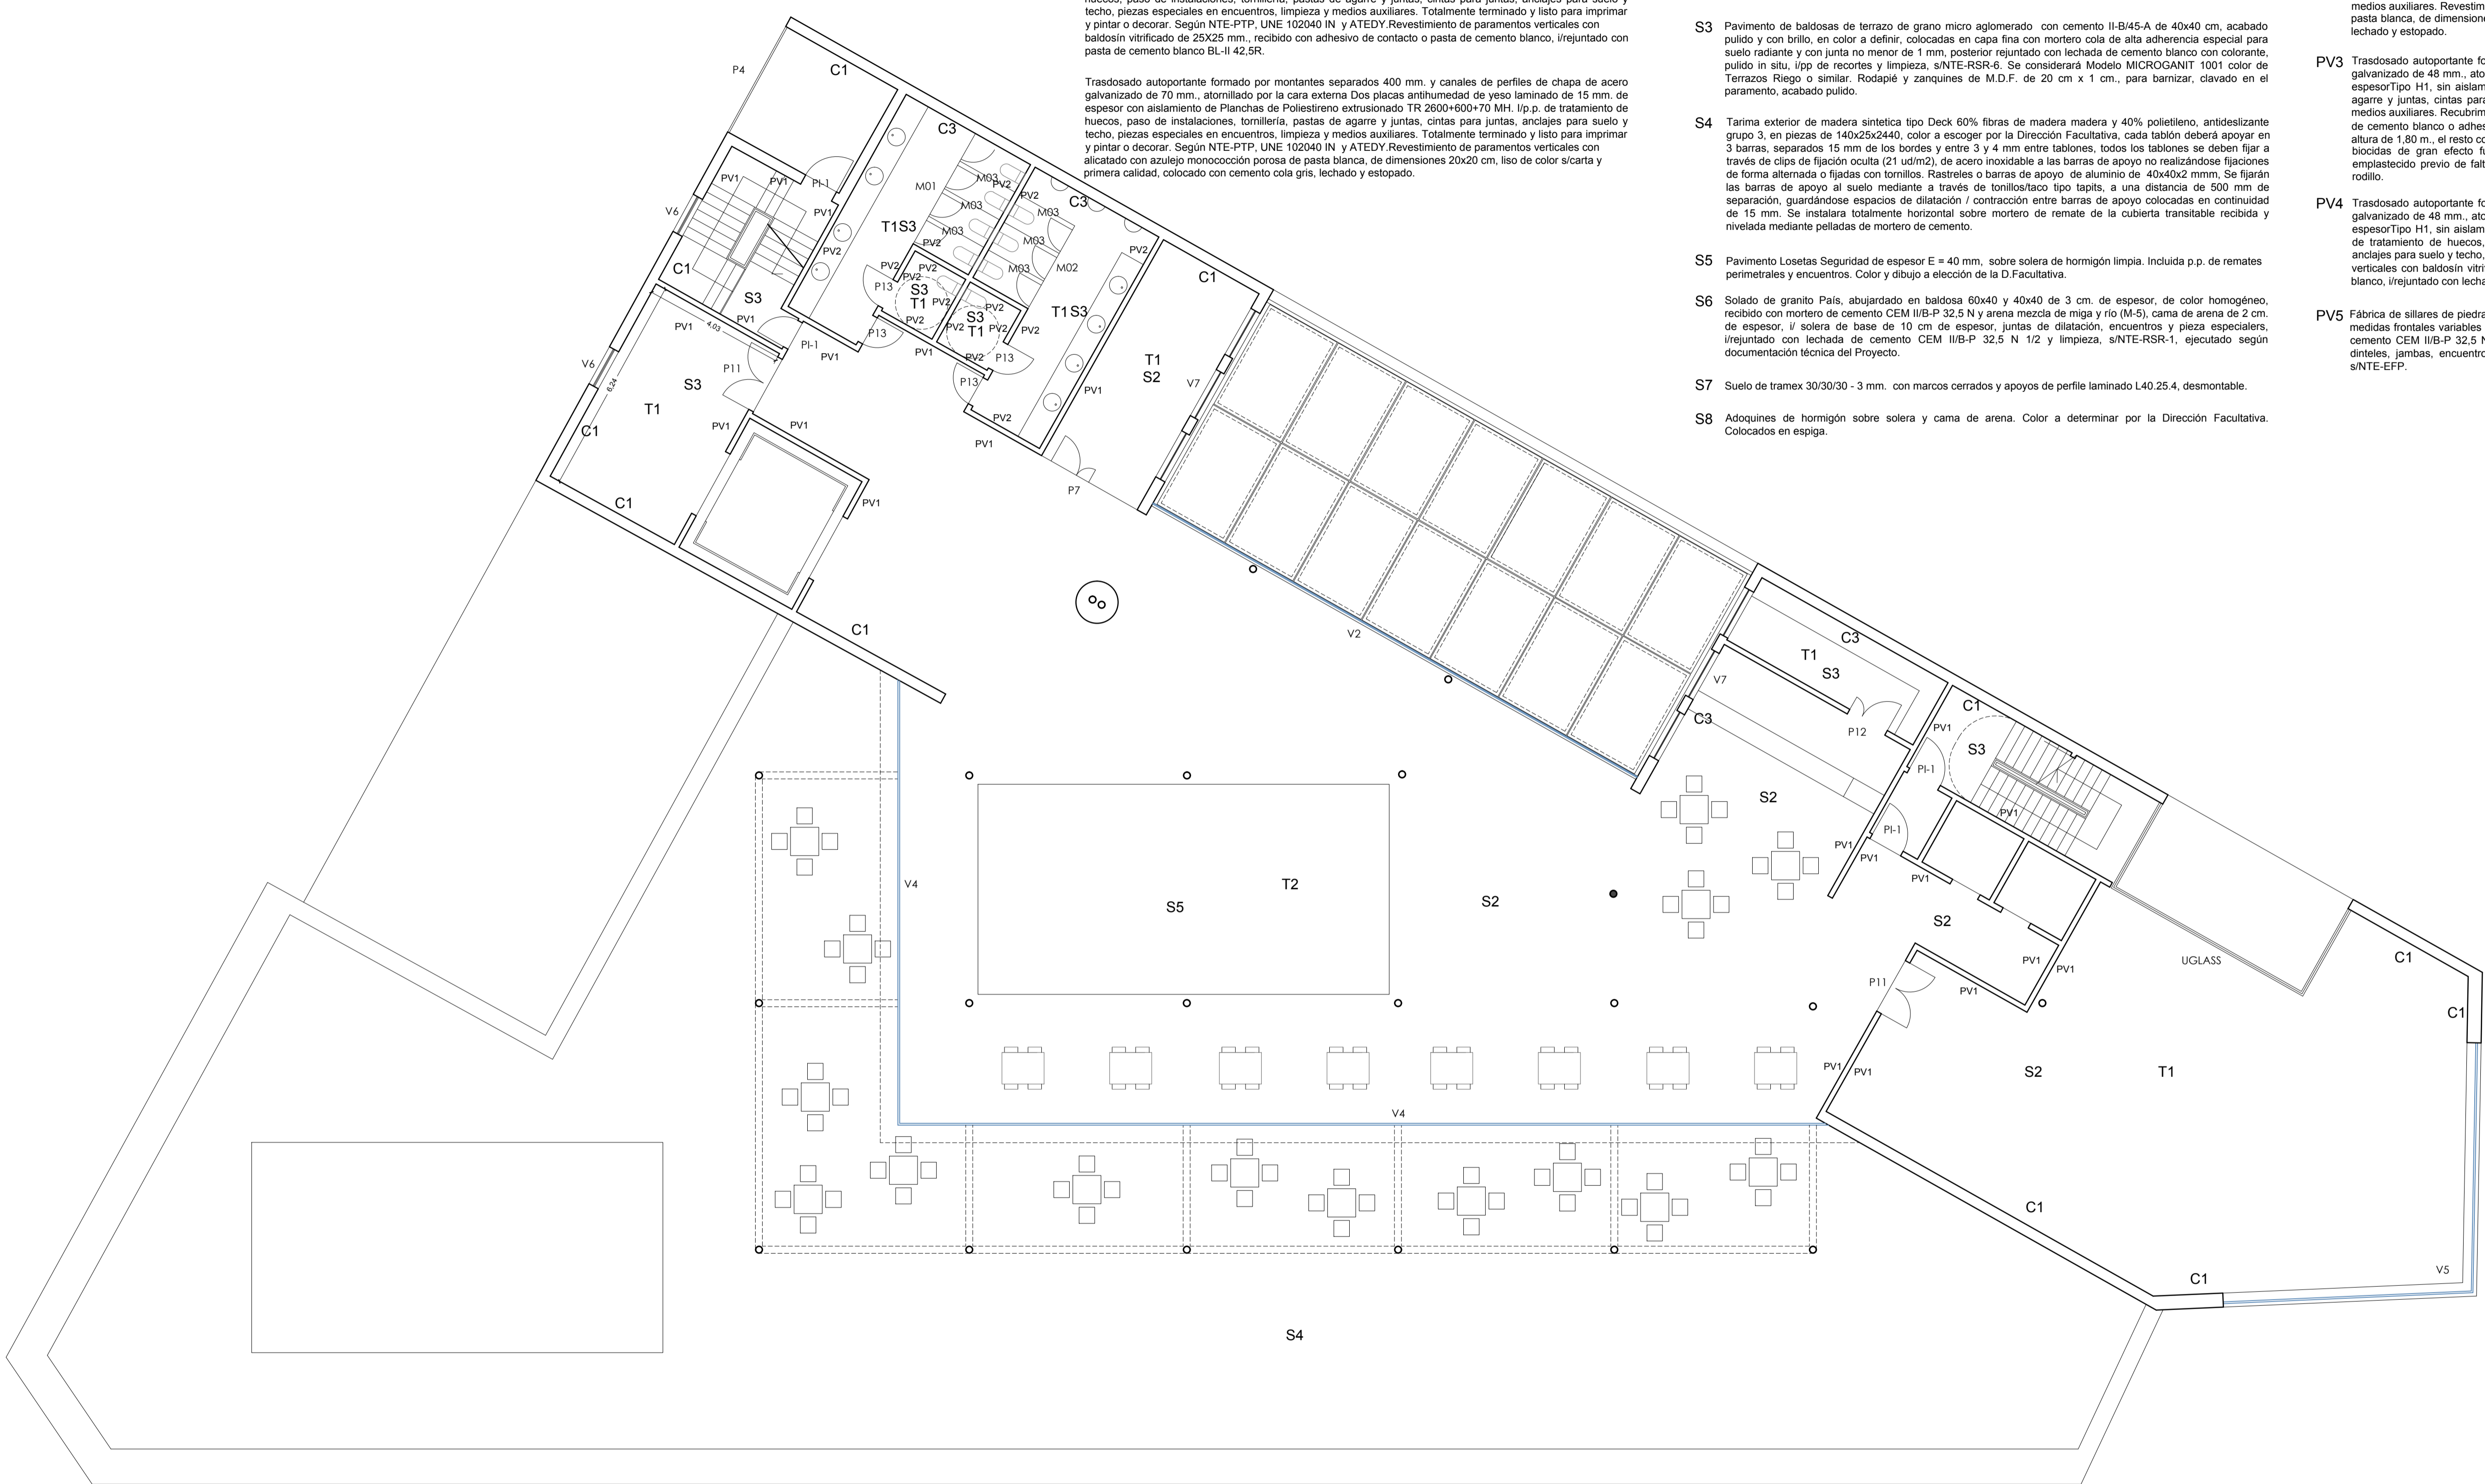 huecos, paso de instalaciones, tornillería, pastas de agarre y juntas, cintas para juntas, anclajes para suelo y
techo, piezas especiales en encuentros, limpieza y medios auxiliares. Totalmente terminado y listo para imprimar
y pintar o decorar. Según NTE-PTP, UNE 102040 IN y ATEDY.Revestimiento de paramentos verticales con
baldosín vitrificado de 25X25 mm., recibido con adhesivo de contacto o pasta de cemento blanco, i/rejuntado con
pasta de cemento blanco BL-II 42,5R.
Trasdosado autoportante formado por montantes separados 400 mm. y canales de perfiles de chapa de acero
galvanizado de 70 mm., atornillado por la cara externa Dos placas antihumedad de yeso laminado de 15 mm. de
espesor con aislamiento de Planchas de Poliestireno extrusionado TR 2600+600+70 MH. I/p.p. de tratamiento de
huecos, paso de instalaciones, tornillería, pastas de agarre y juntas, cintas para juntas, anclajes para suelo y
techo, piezas especiales en encuentros, limpieza y medios auxiliares. Totalmente terminado y listo para imprimar
y pintar o decorar. Según NTE-PTP, UNE 102040 IN y ATEDY.Revestimiento de paramentos verticales con
alicatado con azulejo monococción porosa de pasta blanca, de dimensiones 20x20 cm, liso de color s/carta y
primera calidad, colocado con cemento cola gris, lechado y estopado.
S3 Pavimento de baldosas de terrazo de grano micro aglomerado con cemento II-B/45-A de 40x40 cm, acabado
pulido y con brillo, en color a definir, colocadas en capa fina con mortero cola de alta adherencia especial para
suelo radiante y con junta no menor de 1 mm, posterior rejuntado con lechada de cemento blanco con colorante,
pulido in situ, i/pp de recortes y limpieza, s/NTE-RSR-6. Se considerará Modelo MICROGANIT 1001 color de
Terrazos Riego o similar. Rodapié y zanquines de M.D.F. de 20 cm x 1 cm., para barnizar, clavado en el
paramento, acabado pulido.
S4 Tarima exterior de madera sintetica tipo Deck 60% fibras de madera madera y 40% polietileno, antideslizante
grupo 3, en piezas de 140x25x2440, color a escoger por la Dirección Facultativa, cada tablón deberá apoyar en
3 barras, separados 15 mm de los bordes y entre 3 y 4 mm entre tablones, todos los tablones se deben fijar a
través de clips de fijación oculta (21 ud/m2), de acero inoxidable a las barras de apoyo no realizándose fijaciones
de forma alternada o fijadas con tornillos. Rastreles o barras de apoyo de aluminio de 40x40x2 mmm, Se fijarán
las barras de apoyo al suelo mediante a través de tonillos/taco tipo tapits, a una distancia de 500 mm de
separación, guardándose espacios de dilatación / contracción entre barras de apoyo colocadas en continuidad
de 15 mm. Se instalara totalmente horizontal sobre mortero de remate de la cubierta transitable recibida y
nivelada mediante pelladas de mortero de cemento.
S5 Pavimento Losetas Seguridad de espesor E = 40 mm, sobre solera de hormigón limpia. Incluida p.p. de remates
perimetrales y encuentros. Color y dibujo a elección de la D.Facultativa.
S6 Solado de granito País, abujardado en baldosa 60x40 y 40x40 de 3 cm. de espesor, de color homogéneo,
recibido con mortero de cemento CEM II/B-P 32,5 N y arena mezcla de miga y río (M-5), cama de arena de 2 cm.
de espesor, i/ solera de base de 10 cm de espesor, juntas de dilatación, encuentros y pieza especialers,
i/rejuntado con lechada de cemento CEM II/B-P 32,5 N 1/2 y limpieza, s/NTE-RSR-1, ejecutado según
documentación técnica del Proyecto.
S7 Suelo de tramex 30/30/30 - 3 mm. con marcos cerrados y apoyos de perfile laminado L40.25.4, desmontable.
S8 Adoquines de hormigón sobre solera y cama de arena. Color a determinar por la Dirección Facultativa.
Colocados en espiga.
medios auxiliares. Revestim
pasta blanca, de dimensione
lechado y estopado.
PV3 Trasdosado autoportante fo
galvanizado de 48 mm., ato
espesorTipo H1, sin aislam
agarre y juntas, cintas para
medios auxiliares. Recubrim
de cemento blanco o adhes
altura de 1,80 m., el resto co
biocidas de gran efecto fu
emplastecido previo de falt
rodillo.
PV4 Trasdosado autoportante fo
galvanizado de 48 mm., ato
espesorTipo H1, sin aislam
de tratamiento de huecos,
anclajes para suelo y techo,
verticales con baldosín vitri
blanco, i/rejuntado con lecha
PV5 Fábrica de sillares de piedra
medidas frontales variables
cemento CEM II/B-P 32,5 N
dinteles, jambas, encuentro
s/NTE-EFP.
P4
C1
C3
PV1
PV1
PI-1
PV1
V6
C1
S3
PV1
PV1
4,03
PI-1
PV1
P11
V6
6,24
S3
T1
C1
C1
PV1
PV1
PV1
C1
M01
M03
PV2
PV2
M03
C3
T1S3
M03
M03
PV2
M03
M02
PV2
PV2
PV2
PV2
PV2
P13
S3
T1
PV2
PV2
PV2
S3
T1
PV2
PV2
PV2
P13
PV1
PV2
P13
P13
T1S3
PV2
PV1
PV1
C1
T1
S2
V7
P7
V2
C3
T1
S3
V7
C3
P12
C1
PV1
S3
PI-1
PV1
S2
PI-1
PV1
PV1
PV1
S2
PV1
PV1
P11
PV1
UGLASS
C1
C1
V4
T2
S5
S2
PV1
PV1
S2
T1
V4
C1
C1
V5
S4